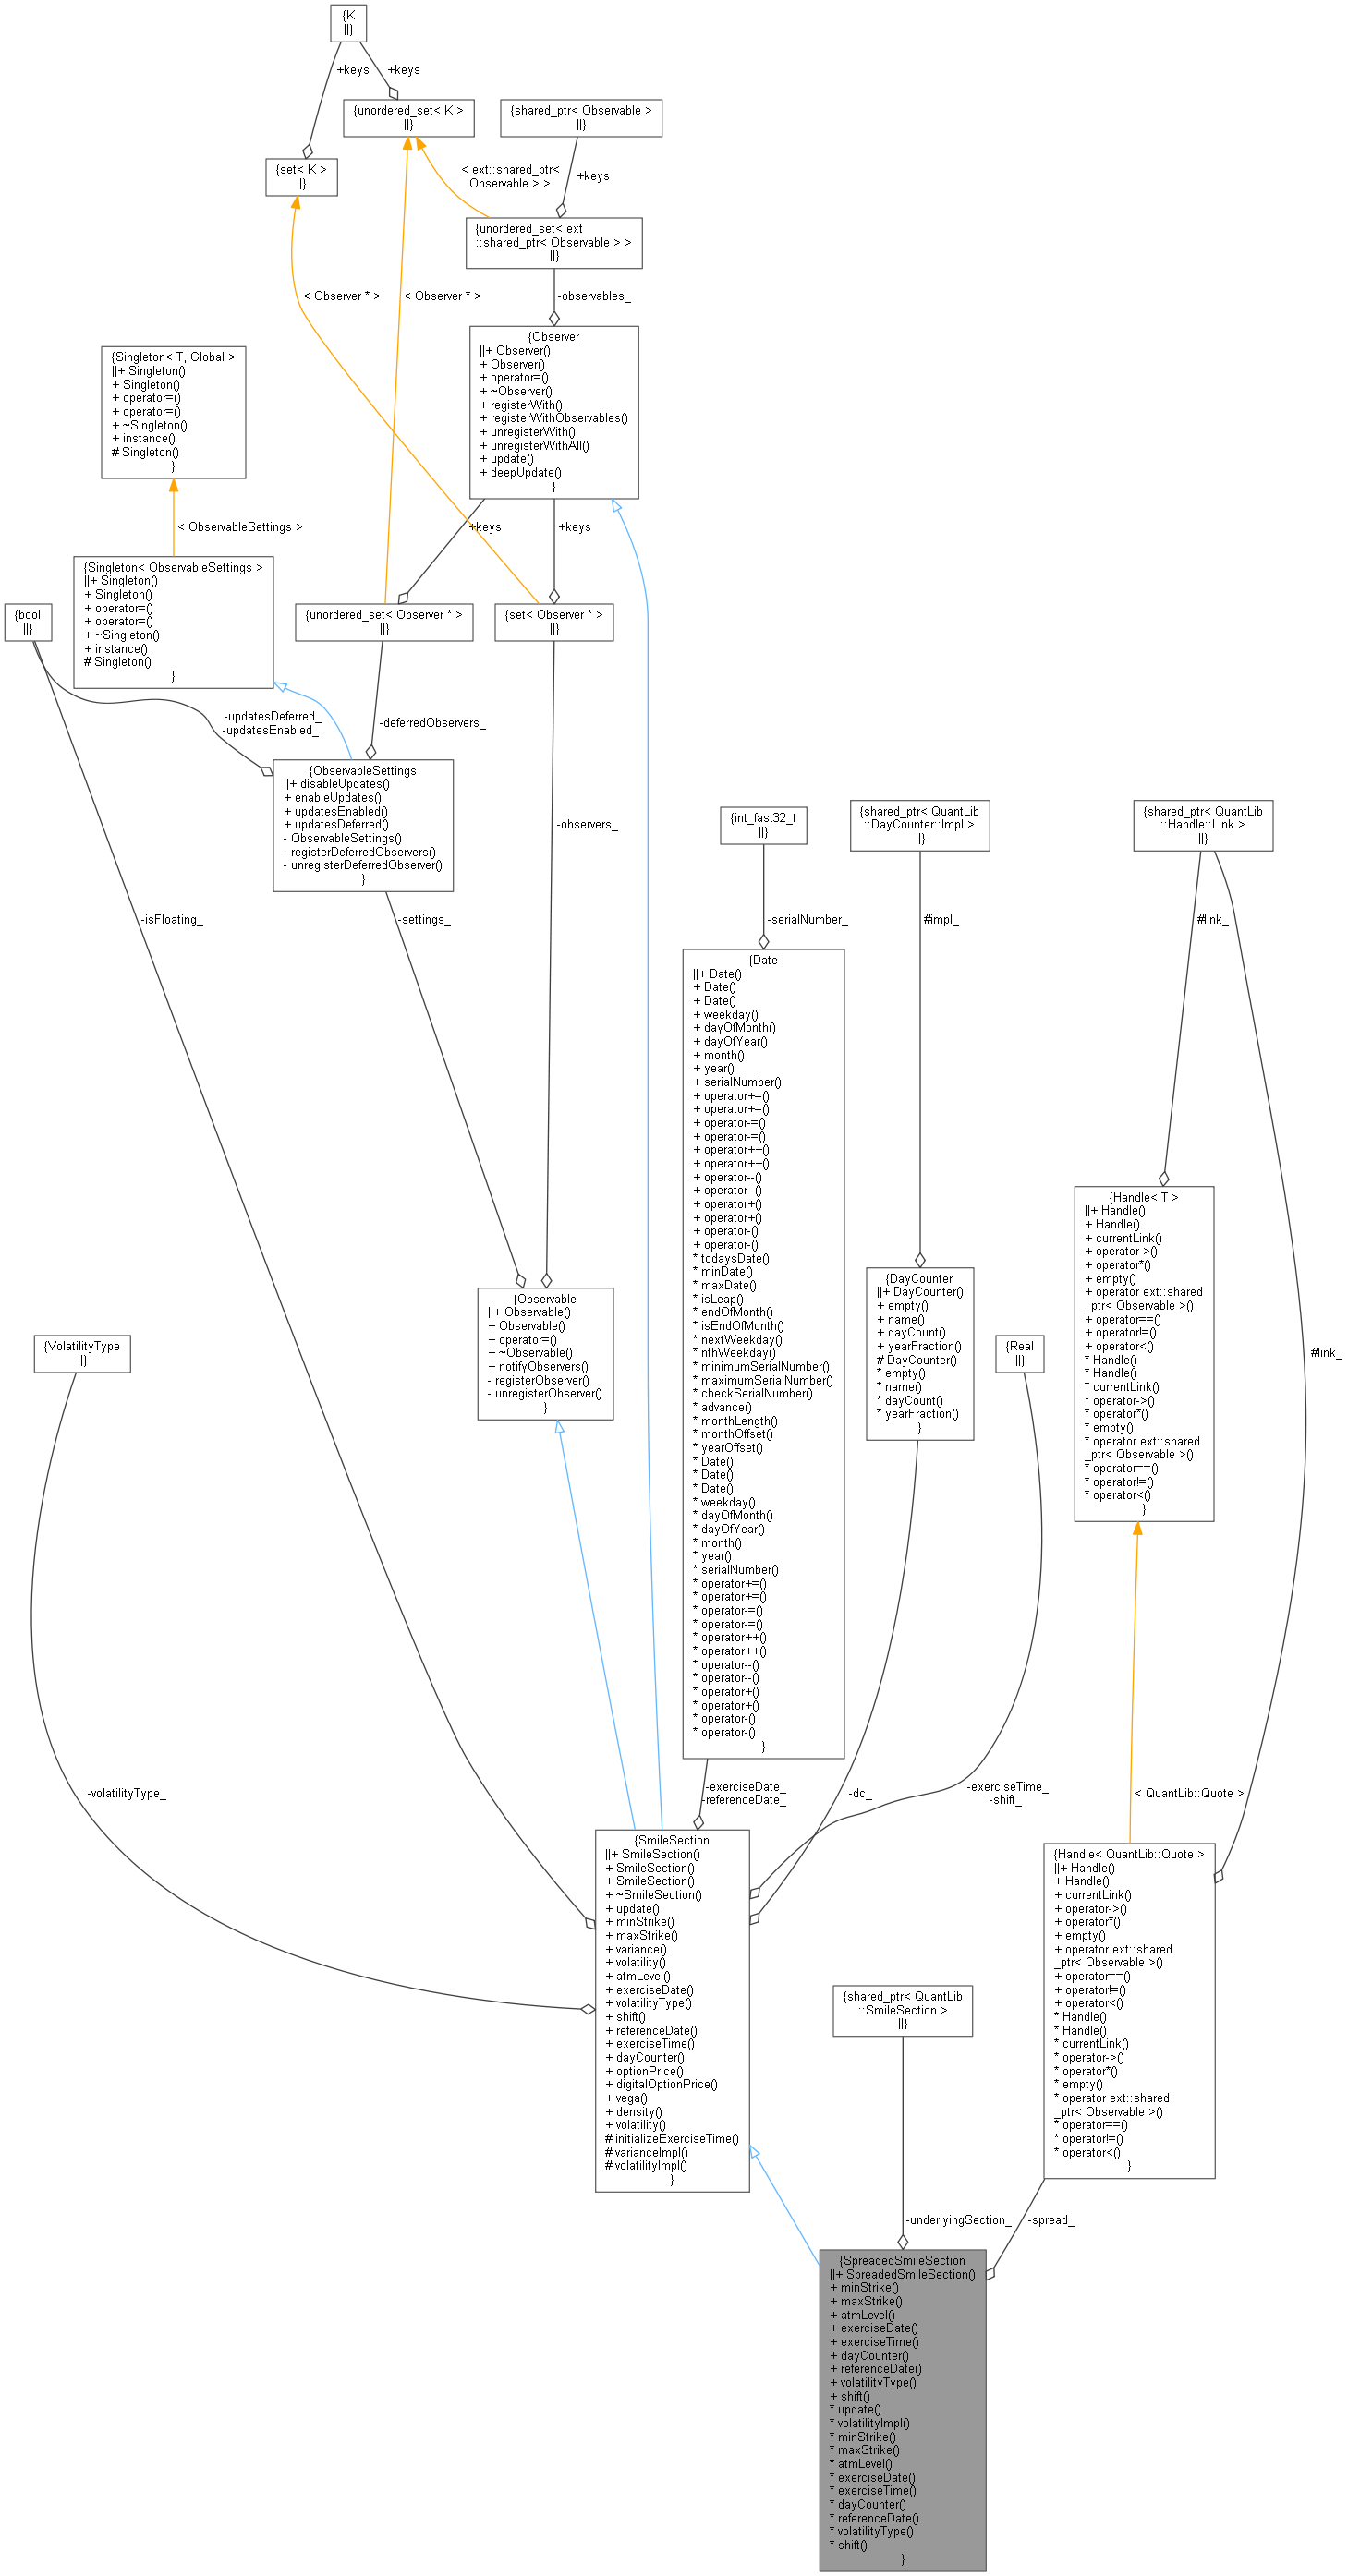 {K
||}
+keys
+keys
{unordered_set< K >
||}
{shared_ptr< Observable >
||}
{set< K >
||}
< ext::shared_ptr<
Observable > >
+keys
{unordered_set< ext
::shared_ptr< Observable > >
||}
< Observer * >
< Observer * >
-observables_
{Observer
||+ Observer()
+ Observer()
+ operator=()
+ ~Observer()
+ registerWith()
+ registerWithObservables()
+ unregisterWith()
+ unregisterWithAll()
+ update()
+ deepUpdate()
}
{Singleton< T, Global >
||+ Singleton()
+ Singleton()
+ operator=()
+ operator=()
+ ~Singleton()
+ instance()
# Singleton()
}
< ObservableSettings >
+keys
+keys
{Singleton< ObservableSettings >
||+ Singleton()
+ Singleton()
+ operator=()
+ operator=()
+ ~Singleton()
+ instance()
# Singleton()
}
{bool
||}
{unordered_set< Observer * >
||}
{set< Observer * >
||}
-updatesDeferred_
-updatesEnabled_
-deferredObservers_
{ObservableSettings
||+ disableUpdates()
+ enableUpdates()
+ updatesEnabled()
+ updatesDeferred()
- ObservableSettings()
- registerDeferredObservers()
- unregisterDeferredObserver()
}
-observers_
{int_fast32_t
||}
{shared_ptr< QuantLib
::DayCounter::Impl >
||}
{shared_ptr< QuantLib
::Handle::Link >
||}
-isFloating_
-settings_
-serialNumber_
#impl_
#link_
{Date
||+ Date()
+ Date()
+ Date()
+ weekday()
+ dayOfMonth()
+ dayOfYear()
+ month()
+ year()
+ serialNumber()
+ operator+=()
+ operator+=()
+ operator-=()
+ operator-=()
+ operator++()
+ operator++()
+ operator--()
+ operator--()
+ operator+()
+ operator+()
+ operator-()
+ operator-()
* todaysDate()
* minDate()
* maxDate()
* isLeap()
* endOfMonth()
* isEndOfMonth()
* nextWeekday()
* nthWeekday()
* minimumSerialNumber()
* maximumSerialNumber()
* checkSerialNumber()
* advance()
* monthLength()
* monthOffset()
* yearOffset()
* Date()
* Date()
* Date()
* weekday()
* dayOfMonth()
* dayOfYear()
* month()
* year()
* serialNumber()
* operator+=()
* operator+=()
* operator-=()
* operator-=()
* operator++()
* operator++()
* operator--()
* operator--()
* operator+()
* operator+()
* operator-()
* operator-()
}
{Handle< T >
||+ Handle()
+ Handle()
+ currentLink()
+ operator->()
+ operator*()
+ empty()
+ operator ext::shared
_ptr< Observable >()
+ operator==()
+ operator!=()
+ operator<()
* Handle()
* Handle()
* currentLink()
* operator->()
* operator*()
* empty()
* operator ext::shared
_ptr< Observable >()
* operator==()
* operator!=()
* operator<()
}
{DayCounter
||+ DayCounter()
+ empty()
+ name()
+ dayCount()
+ yearFraction()
# DayCounter()
* empty()
* name()
* dayCount()
* yearFraction()
}
{Observable
||+ Observable()
+ Observable()
+ operator=()
+ ~Observable()
+ notifyObservers()
- registerObserver()
- unregisterObserver()
}
{VolatilityType
||}
{Real
||}
#link_
-volatilityType_
-exerciseDate_
-referenceDate_
-dc_
-exerciseTime_
-shift_
< QuantLib::Quote >
{SmileSection
||+ SmileSection()
+ SmileSection()
+ SmileSection()
+ ~SmileSection()
+ update()
+ minStrike()
+ maxStrike()
+ variance()
+ volatility()
+ atmLevel()
+ exerciseDate()
+ volatilityType()
+ shift()
+ referenceDate()
+ exerciseTime()
+ dayCounter()
+ optionPrice()
+ digitalOptionPrice()
+ vega()
+ density()
+ volatility()
# initializeExerciseTime()
# varianceImpl()
# volatilityImpl()
}
{Handle< QuantLib::Quote >
||+ Handle()
+ Handle()
+ currentLink()
+ operator->()
+ operator*()
+ empty()
+ operator ext::shared
_ptr< Observable >()
+ operator==()
+ operator!=()
+ operator<()
* Handle()
* Handle()
* currentLink()
* operator->()
* operator*()
* empty()
* operator ext::shared
_ptr< Observable >()
* operator==()
* operator!=()
* operator<()
}
{shared_ptr< QuantLib
::SmileSection >
||}
-underlyingSection_
-spread_
{SpreadedSmileSection
||+ SpreadedSmileSection()
+ minStrike()
+ maxStrike()
+ atmLevel()
+ exerciseDate()
+ exerciseTime()
+ dayCounter()
+ referenceDate()
+ volatilityType()
+ shift()
* update()
* volatilityImpl()
* minStrike()
* maxStrike()
* atmLevel()
* exerciseDate()
* exerciseTime()
* dayCounter()
* referenceDate()
* volatilityType()
* shift()
}